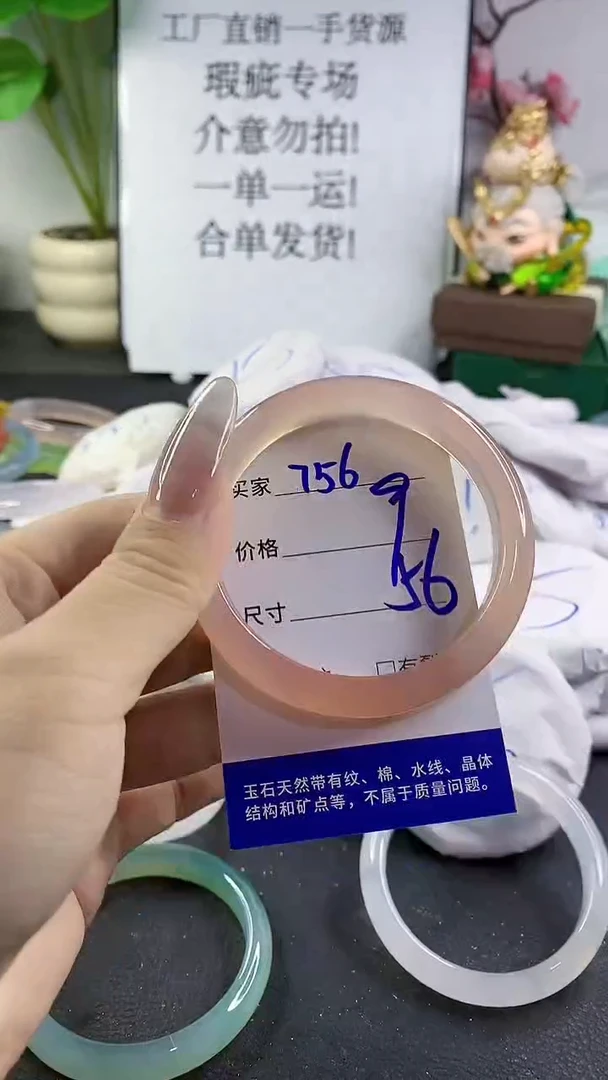 工厂直销一手货源
瑕疵专场
介意勿拍!
一单一运!
合单发货!
买家 756
价格 9
尺寸 56
玉石天然带有纹、棉、水线、晶体
结构和矿点等，不属于质量问题。